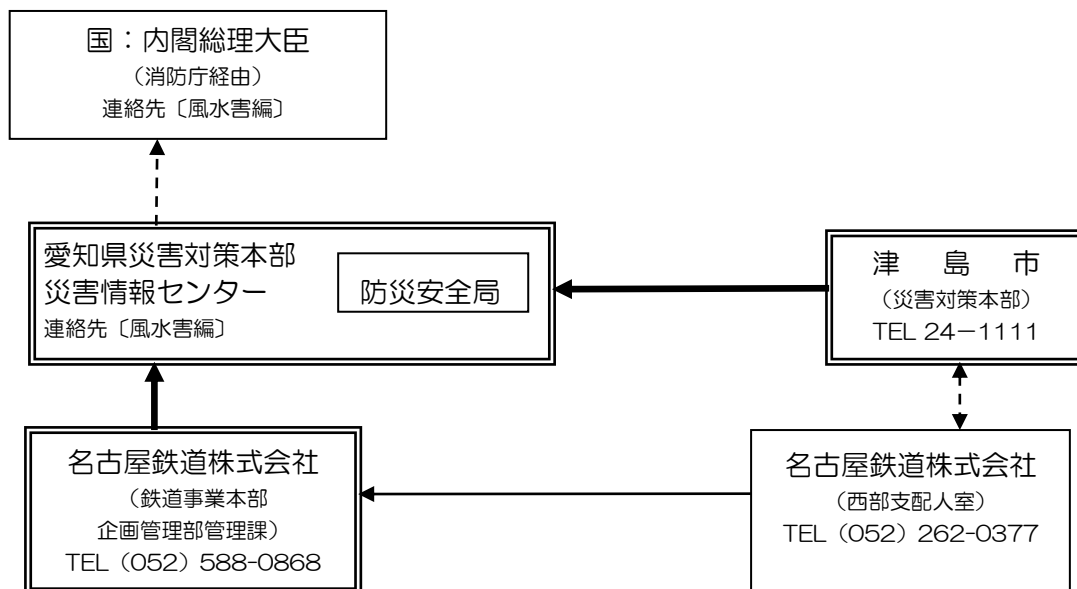 国：内閣総理大臣
（消防庁経由）
連絡先〔風水害編〕
愛知県災害対策本部
災害情報センター
連絡先〔風水害編〕
防災安全局
津　島　市
（災害対策本部）
TEL 24－1111
名古屋鉄道株式会社
（鉄道事業本部
企画管理部管理課）
TEL（052）588-0868
名古屋鉄道株式会社
（西部支配人室）
TEL（052）262-0377